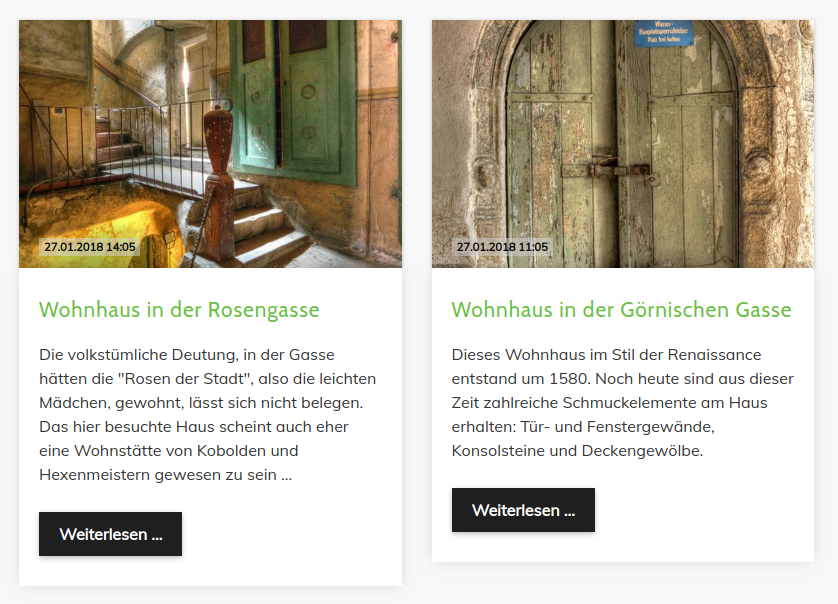 27.01.2018 14:05
Wohnhaus in der Rosengasse
Die volkstümliche Deutung, in der Gasse
hätten die "Rosen der Stadt", also die leichten
Mädchen, gewohnt, lässt sich nicht belegen.
Das hier besuchte Haus scheint auch eher
eine Wohnstätte von Kobolden und
Hexenmeistern gewesen zu sein ...
Weiterlesen ...
Wasser-
Hauptabsperrschieber
Platz frei halten
27.01.2018 11:05
Wohnhaus in der Görnischen Gasse
Dieses Wohnhaus im Stil der Renaissance
entstand um 1580. Noch heute sind aus dieser
Zeit zahlreiche Schmuckelemente am Haus
erhalten: Tür- und Fenstergewände,
Konsolsteine und Deckengewölbe.
Weiterlesen ...